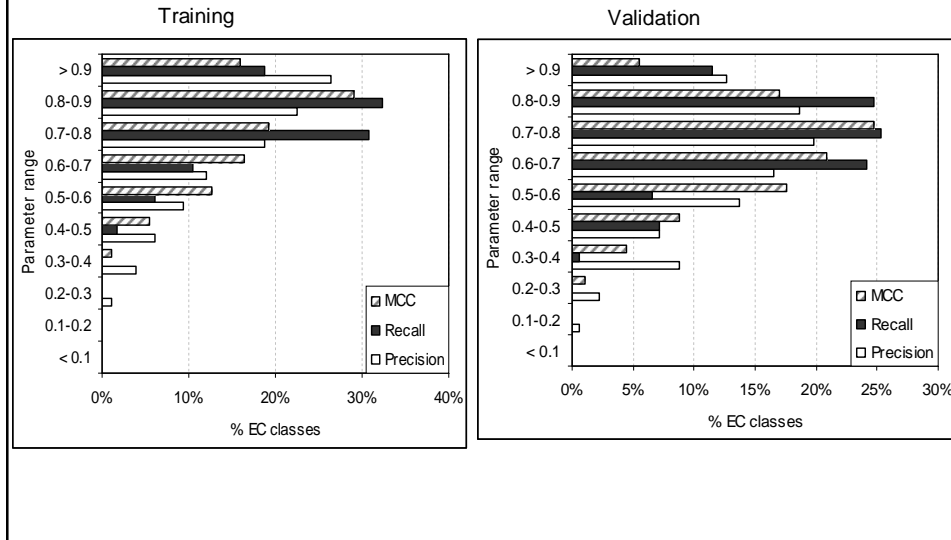 Training
Parameter range
> 0.9
0.8-0.9
0.7-0.8
0.6-0.7
0.5-0.6
0.4-0.5
0.3-0.4
0.2-0.3
0.1-0.2
< 0.1
MCC
Recall
Precision
0% 10% 20% 30% 40%
% EC classes
Validation
Parameter range
> 0.9
0.8-0.9
0.7-0.8
0.6-0.7
0.5-0.6
0.4-0.5
0.3-0.4
0.2-0.3
0.1-0.2
< 0.1
MCC
Recall
Precision
0% 5% 10% 15% 20% 25% 30%
% EC classes